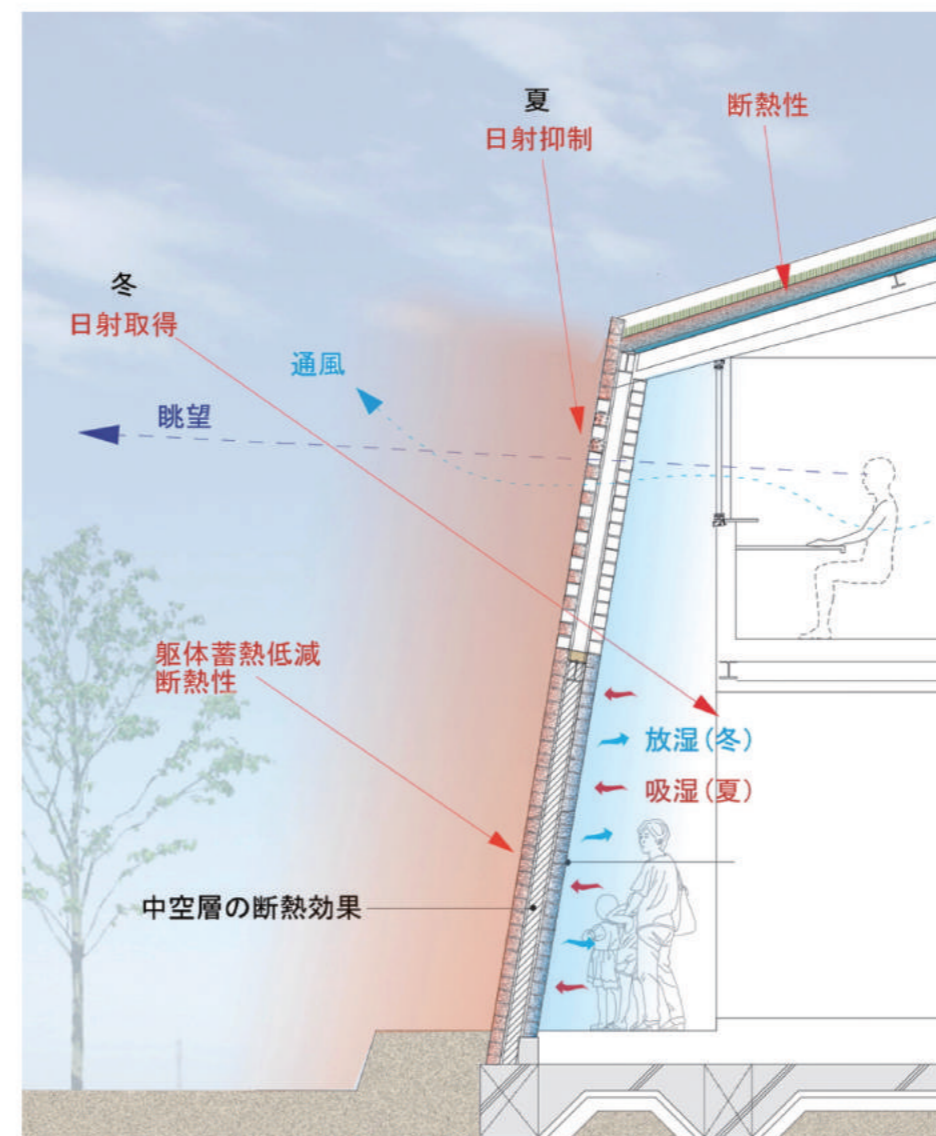 夏
日射抑制
断熱性
冬
日射取得
通風
眺望
躯体蓄熱低減
断熱性
放湿(冬)
吸湿(夏)
中空層の断熱効果